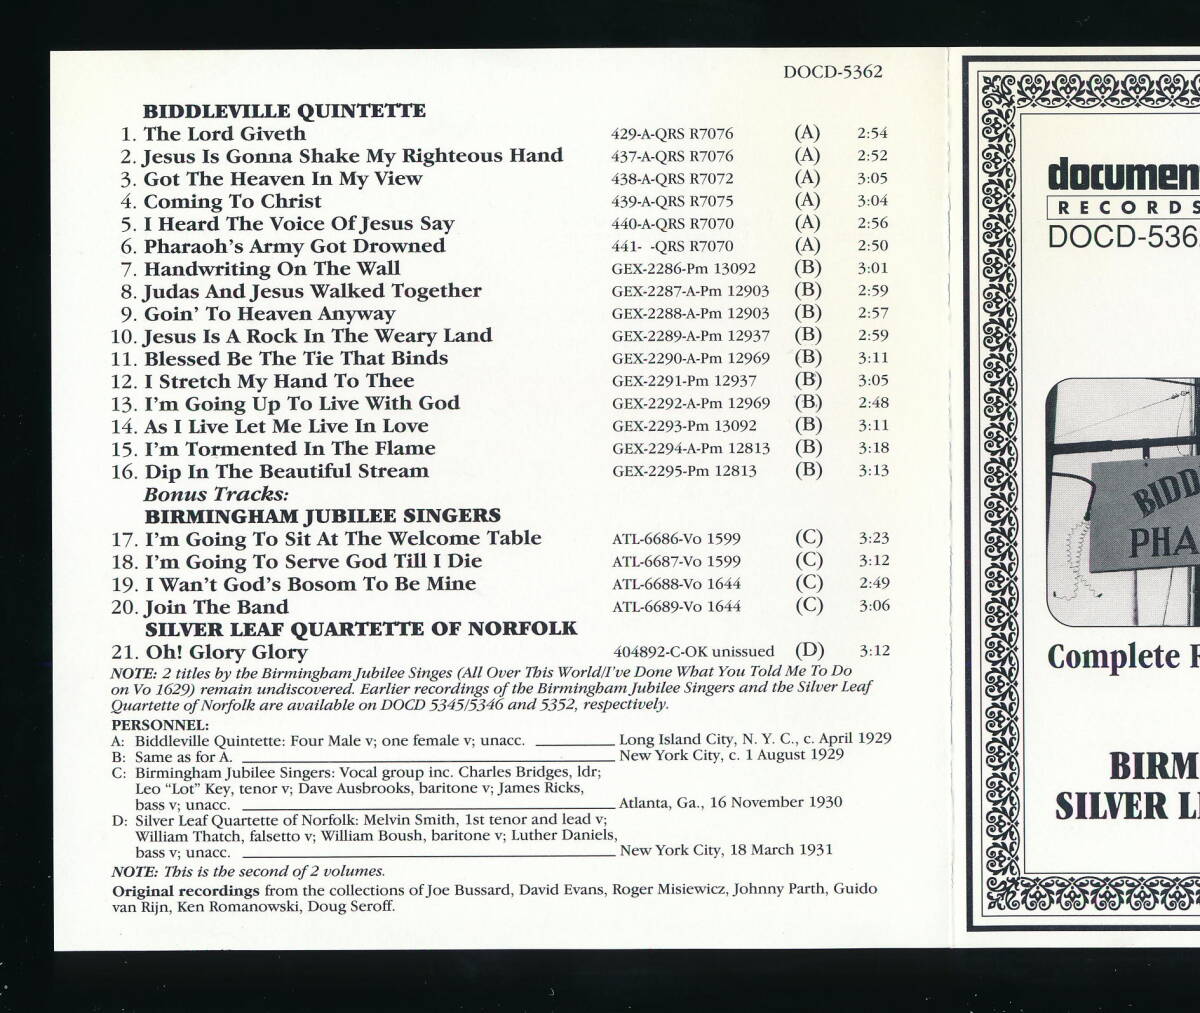 DOCD-5362
BIDDLEVILLE QUINTETTE
1. The Lord Giveth 429-A-QRS R7076 (A) 2:54
2. Jesus Is Gonna Shake My Righteous Hand 437-A-QRS R7076 (A) 2:52
3. Got The Heaven In My View 438-A-QRS R7072 (A) 3:05
4. Coming To Christ 439-A-QRS R7075 (A) 3:04
5. I Heard The Voice Of Jesus Say 440-A-QRS R7070 (A) 2:56
6. Pharaoh's Army Got Drowned 441- -QRS R7070 (A) 2:50
7. Handwriting On The Wall GEX-2286-Pm 13092 (B) 3:01
8. Judas And Jesus Walked Together GEX-2287-A-Pm 12903 (B) 2:59
9. Goin' To Heaven Anyway GEX-2288-A-Pm 12903 (B) 2:57
10. Jesus Is A Rock In The Weary Land GEX-2289-A-Pm 12937 (B) 2:59
11. Blessed Be The Tie That Binds GEX-2290-A-Pm 12969 (B) 3:11
12. I Stretch My Hand To Thee GEX-2291-Pm 12937 (B) 3:05
13. I'm Going Up To Live With God GEX-2292-A-Pm 12969 (B) 2:48
14. As I Live Let Me Live In Love GEX-2293-Pm 13092 (B) 3:11
15. I'm Tormented In The Flame GEX-2294-A-Pm 12813 (B) 3:18
16. Dip In The Beautiful Stream GEX-2295-Pm 12813 (B) 3:13
Bonus Tracks:
BIRMINGHAM JUBILEE SINGERS
17. I'm Going To Sit At The Welcome Table ATL-6686-Vo 1599 (C) 3:23
18. I'm Going To Serve God Till I Die ATL-6687-Vo 1599 (C) 3:12
19. I Wan't God's Bosom To Be Mine ATL-6688-Vo 1644 (C) 2:49
20. Join The Band ATL-6689-Vo 1644 (C) 3:06
SILVER LEAF QUARTETTE OF NORFOLK
21. Oh! Glory Glory 404892-C-OK unissued (D) 3:12
NOTE: 2 titles by the Birmingham Jubilee Singes (All Over This World/I've Done What You Told Me To Do
on Vo 1629) remain undiscovered. Earlier recordings of the Birmingham Jubilee Singers and the Silver Leaf
Quartette of Norfolk are available on DOCD 5345/5346 and 5352, respectively.
PERSONNEL:
A: Biddleville Quintette: Four Male v; one female v; unacc. Long Island City, N. Y. C., c. April 1929
B: Same as for A. New York City, c. 1 August 1929
C: Birmingham Jubilee Singers: Vocal group inc. Charles Bridges, ldr;
Leo “Lot” Key, tenor v; Dave Ausbrooks, baritone v; James Ricks,
bass v; unacc. Atlanta, Ga., 16 November 1930
D: Silver Leaf Quartette of Norfolk: Melvin Smith, 1st tenor and lead v;
William Thatch, falsetto v; William Boush, baritone v; Luther Daniels,
bass v; unacc. New York City, 18 March 1931
NOTE: This is the second of 2 volumes.
Original recordings from the collections of Joe Bussard, David Evans, Roger Misiewicz, Johnny Parth, Guido
van Rijn, Ken Romanowski, Doug Seroff.
documen
RECORDS
DOCD-536
BIDD
PHA
Complete
BIRM
SILVER L